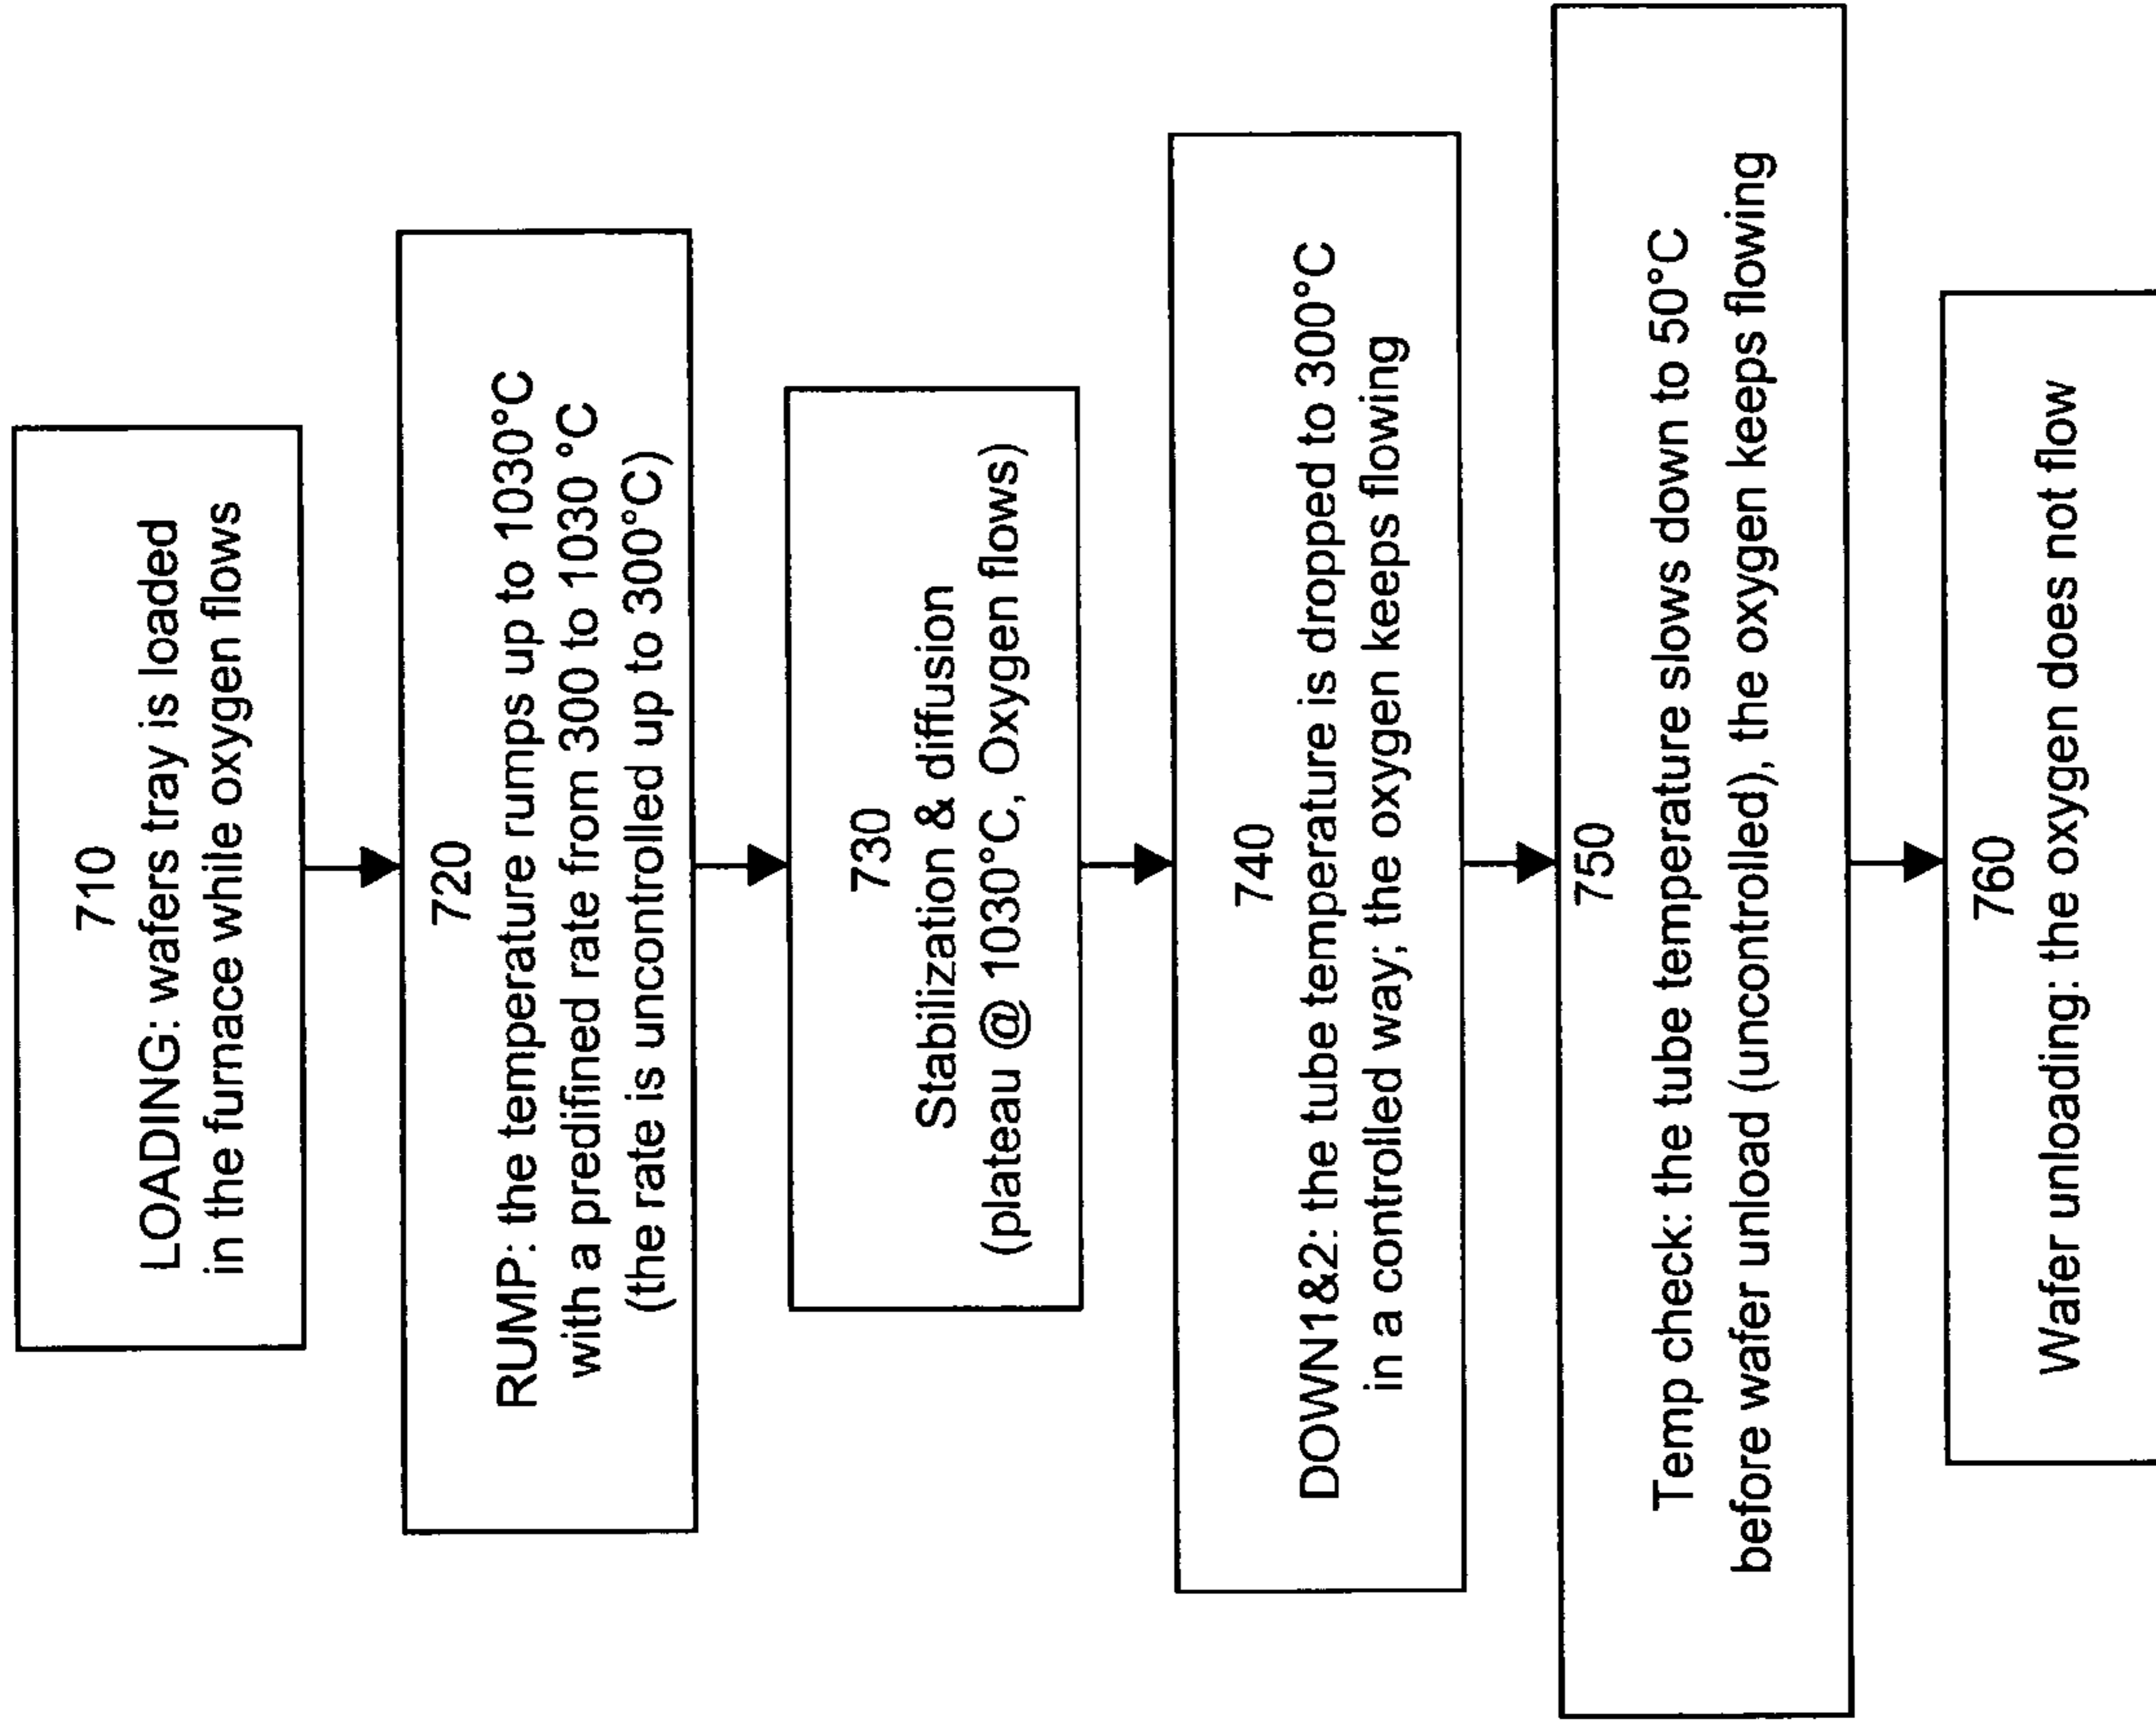 710
LOADING: wafers tray is loaded
in the furnace while oxygen flows
720
RUMP: the temperature rumps up to 1030°C
with a predifined rate from 300 to 1030 °C
(the rate is uncontrolled up to 300°C)
730
Stabilization & diffusion
(plateau @ 1030°C, Oxygen flows)
740
DOWN1&2: the tube temperature is dropped to 300°C
in a controlled way; the oxygen keeps flowing
750
Temp check: the tube temperature slows down to 50°C
before wafer unload (uncontrolled), the oxygen keeps flowing
760
Wafer unloading: the oxygen does not flow